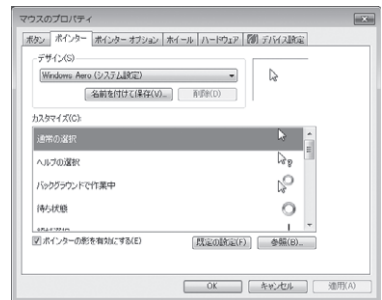 マウスのプロパティ
ボタン ポインター ポインター オプション ホイール ハードウェア デバイス設定
デザイン(S)
Windows Aero (システム設定)
名前を付けて保存(V)... 削除(D)
カスタマイズ(C):
通常の選択
ヘルプの選択
バックグラウンドで作業中
待ち状態
ポインターの影を有効にする(E) 既定の設定(F) 参照(B)...
OK キャンセル 適用(A)